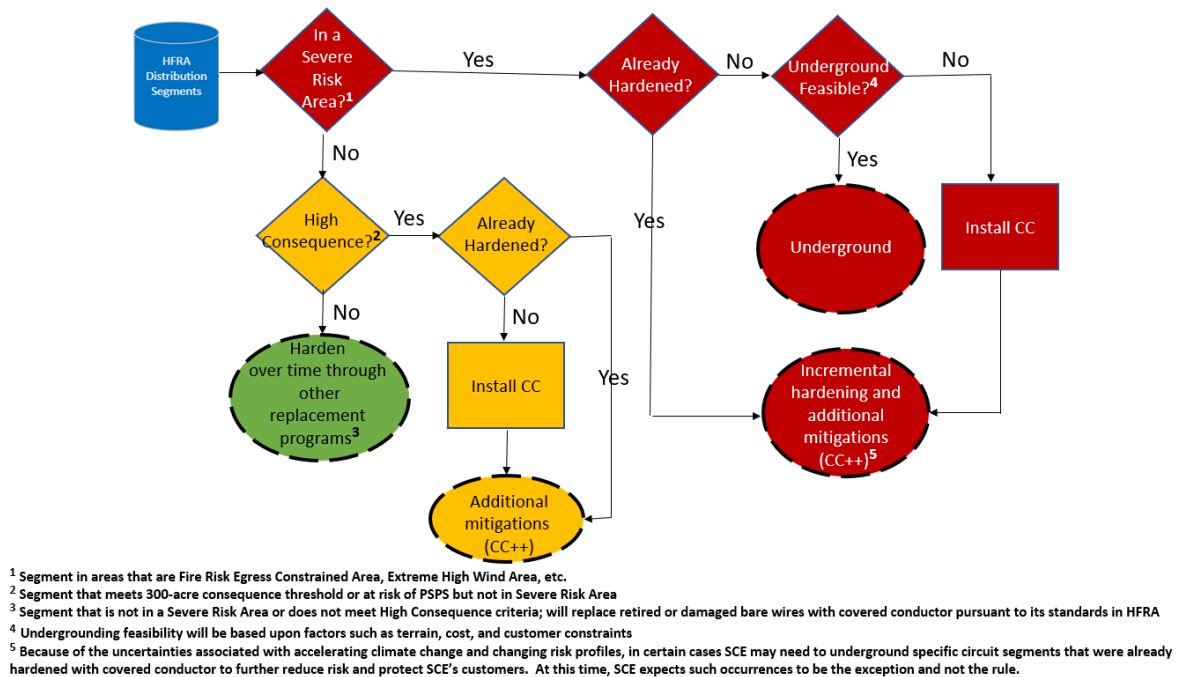 HFRA
Distribution
Segments
In a
Severe
Risk
Area?1
Yes
Already
Hardened?
No
Underground
Feasible?4
No
No
Yes
High
Consequence?2
Yes
Already
Hardened?
Yes
Underground
Install CC
No
No
Harden
over time through
other
replacement
programs3
Install CC
Yes
Incremental
hardening and
additional
mitigations
(CC++)5
Additional
mitigations
(CC++)
1 Segment in areas that are Fire Risk Egress Constrained Area, Extreme High Wind Area, etc.
2 Segment that meets 300-acre consequence threshold or at risk of PSPS but not in Severe Risk Area
3 Segment that is not in a Severe Risk Area or does not meet High Consequence criteria; will replace retired or damaged bare wires with covered conductor pursuant to its standards in HFRA
4 Undergrounding feasibility will be based upon factors such as terrain, cost, and customer constraints
5 Because of the uncertainties associated with accelerating climate change and changing risk profiles, in certain cases SCE may need to underground specific circuit segments that were already
hardened with covered conductor to further reduce risk and protect SCE's customers. At this time, SCE expects such occurrences to be the exception and not the rule.